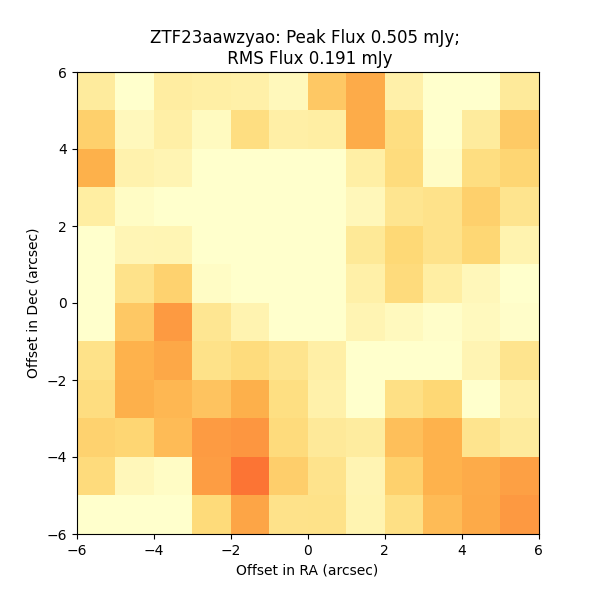 ZTF23aawzyao: Peak Flux 0.505 mJy;
RMS Flux 0.191 mJy
6
4
2
0
−2
−4
−6
Offset in Dec (arcsec)
−6 −4 −2 0 2 4 6
Offset in RA (arcsec)